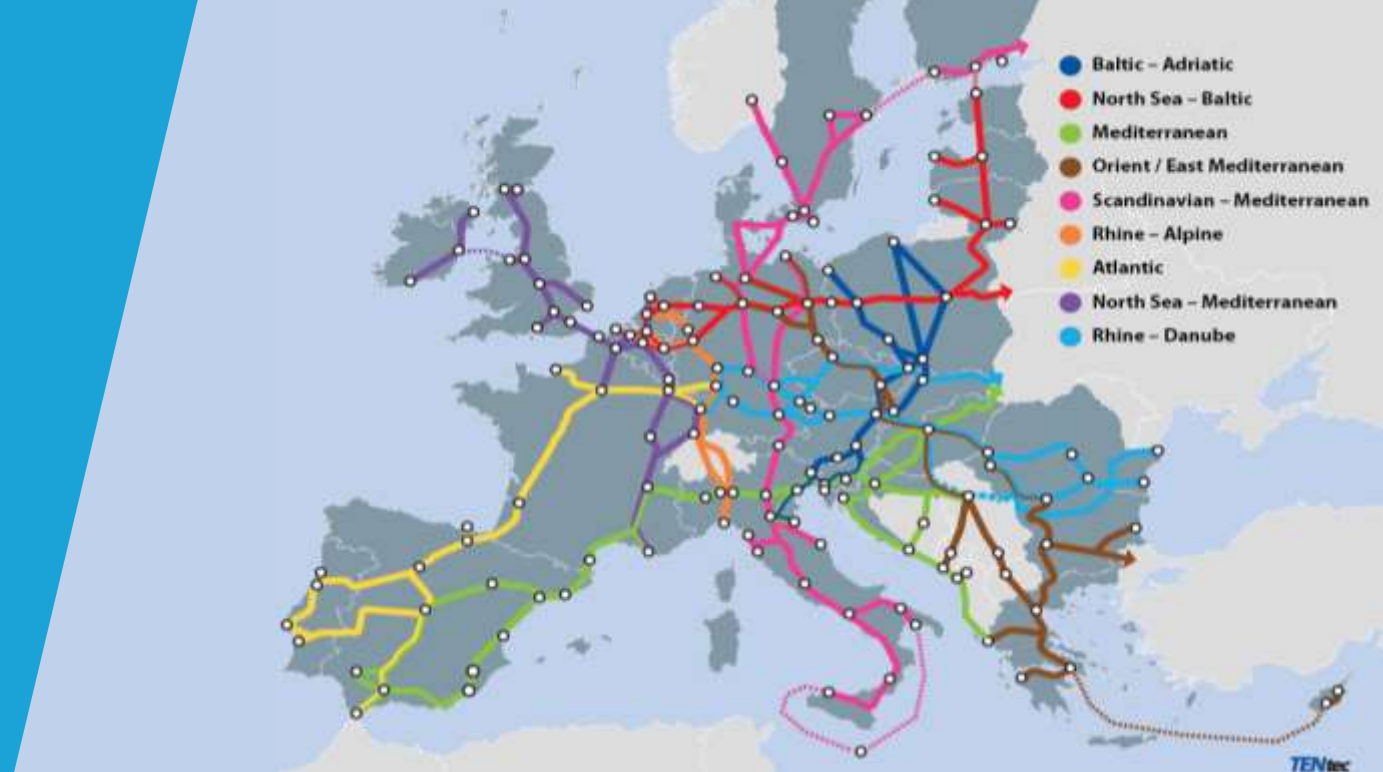 Baltic – Adriatic
North Sea – Baltic
Mediterranean
Orient / East Mediterranean
Scandinavian – Mediterranean
Rhine – Alpine
Atlantic
North Sea – Mediterranean
Rhine – Danube
TENtec